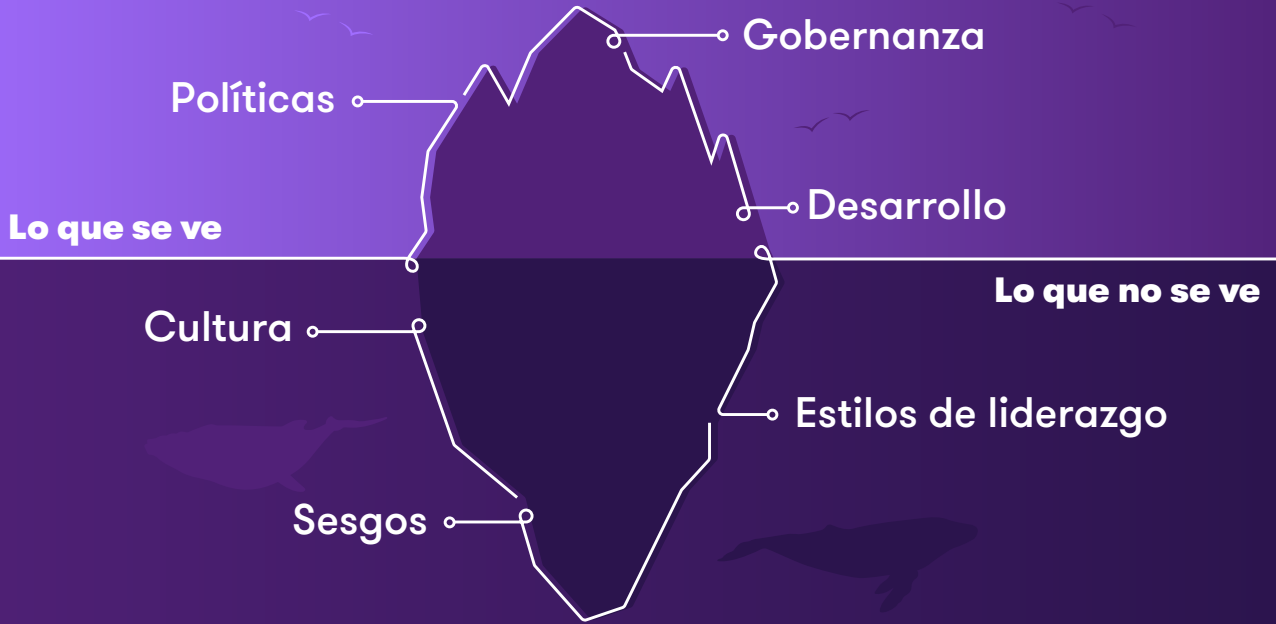 Gobernanza
Políticas
Desarrollo
Lo que se ve
Lo que no se ve
Cultura
Estilos de liderazgo
Sesgos